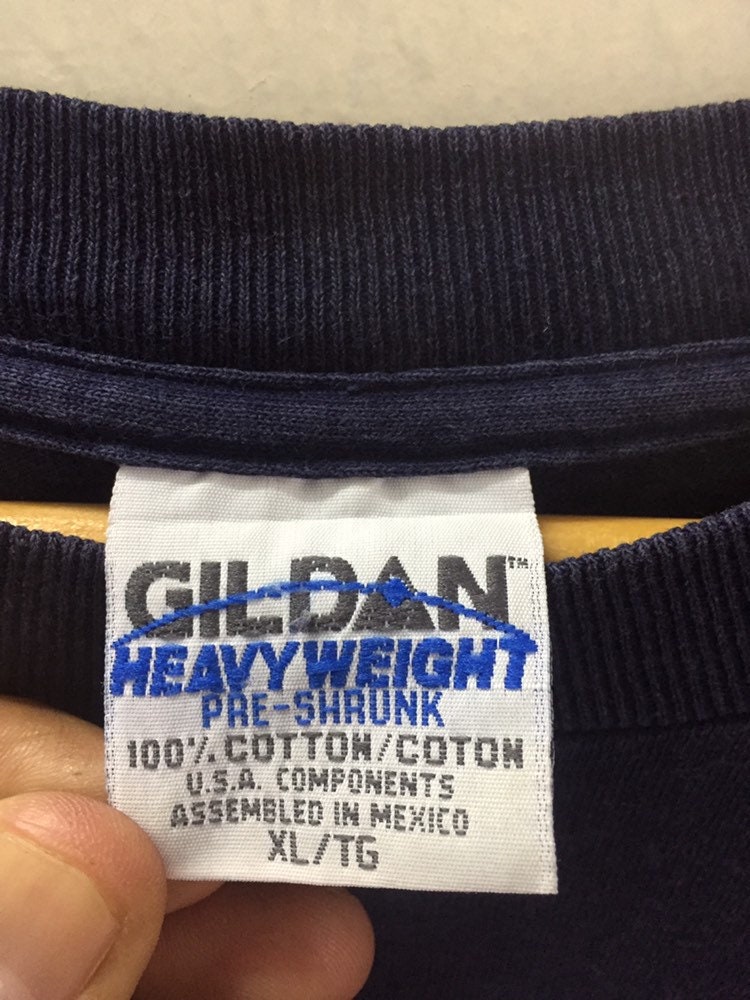 GILDAN™
HEAVYWEIGHT
PRE-SHRUNK
100% COTTON/COTON
U.S.A. COMPONENTS
ASSEMBLED IN MEXICO
XL/TG